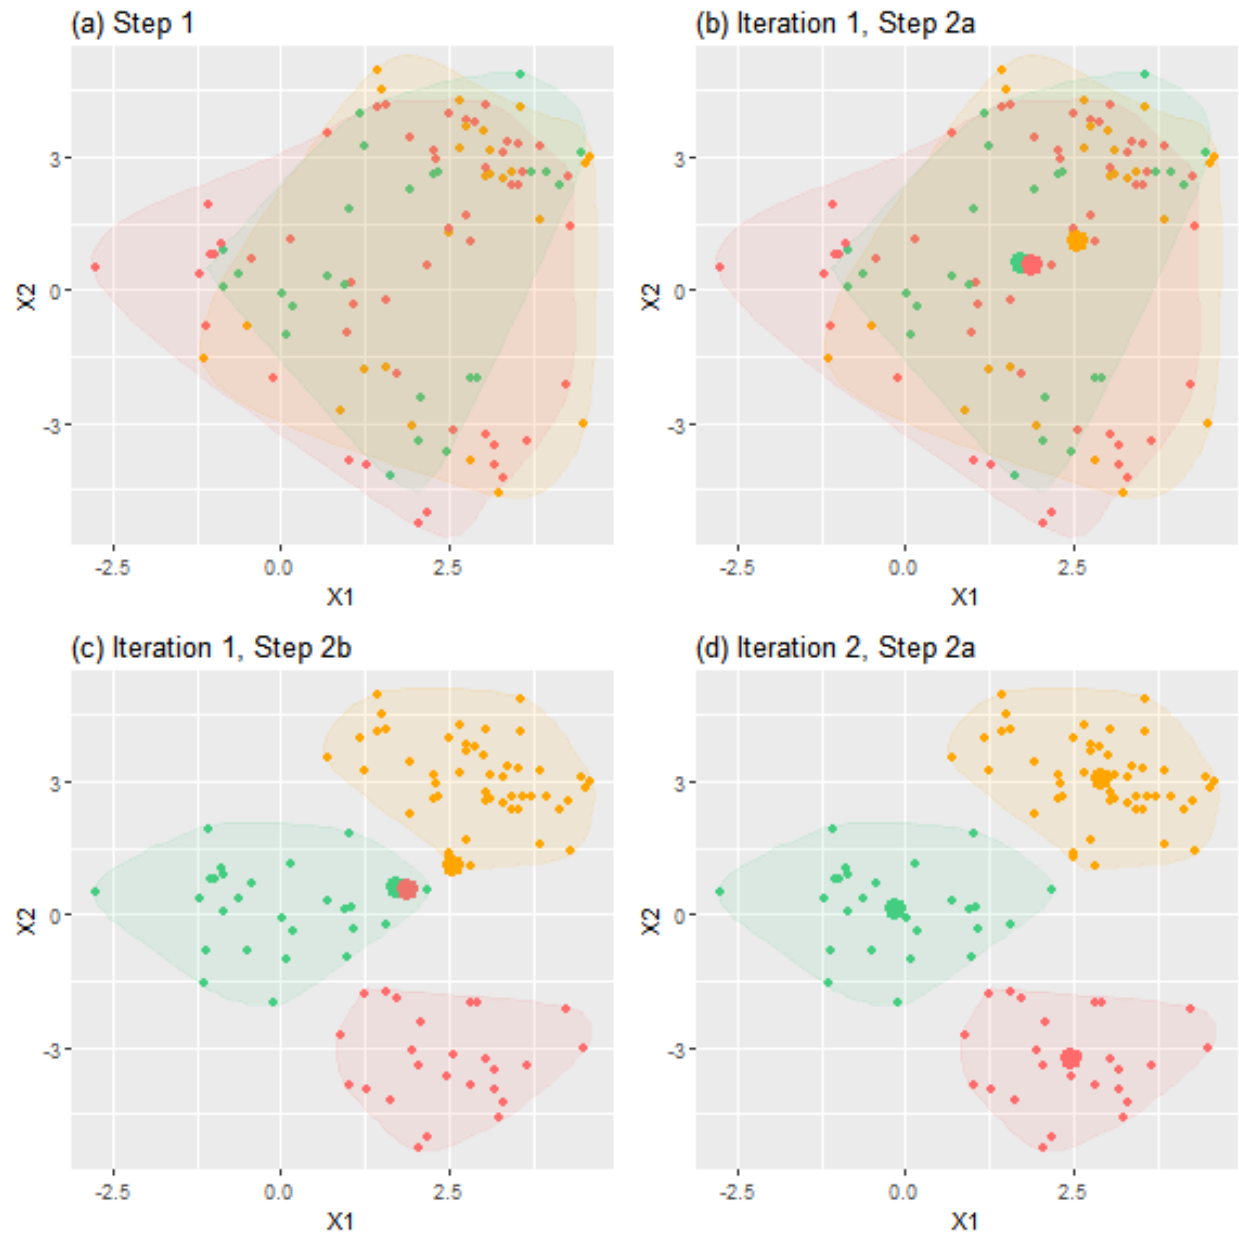 (a) Step 1
(b) Iteration 1, Step 2a
3
0
-3
X2
-2.5 0.0 2.5
X1
3
0
-3
X2
-2.5 0.0 2.5
X1
(c) Iteration 1, Step 2b
(d) Iteration 2, Step 2a
3
0
-3
X2
-2.5 0.0 2.5
X1
3
0
-3
X2
-2.5 0.0 2.5
X1